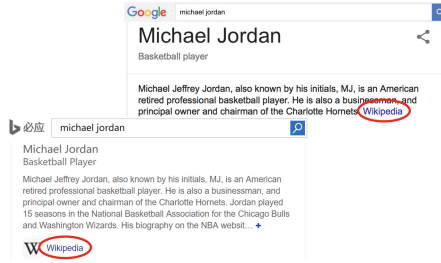 Google michael jordan
Michael Jordan
Basketball player
Michael Jeffrey Jordan, also known by his initials, MJ, is an American
retired professional basketball player. He is also a businessman, and
principal owner and chairman of the Charlotte Hornets. Wikipedia
必应 michael jordan
Michael Jordan
Basketball Player
Michael Jeffrey Jordan, also known by his initials, MJ, is an American
retired professional basketball player. He is also a businessman, and
principal owner and chairman of the Charlotte Hornets. Jordan played
15 seasons in the National Basketball Association for the Chicago Bulls
and Washington Wizards. His biography on the NBA websit… +
W Wikipedia